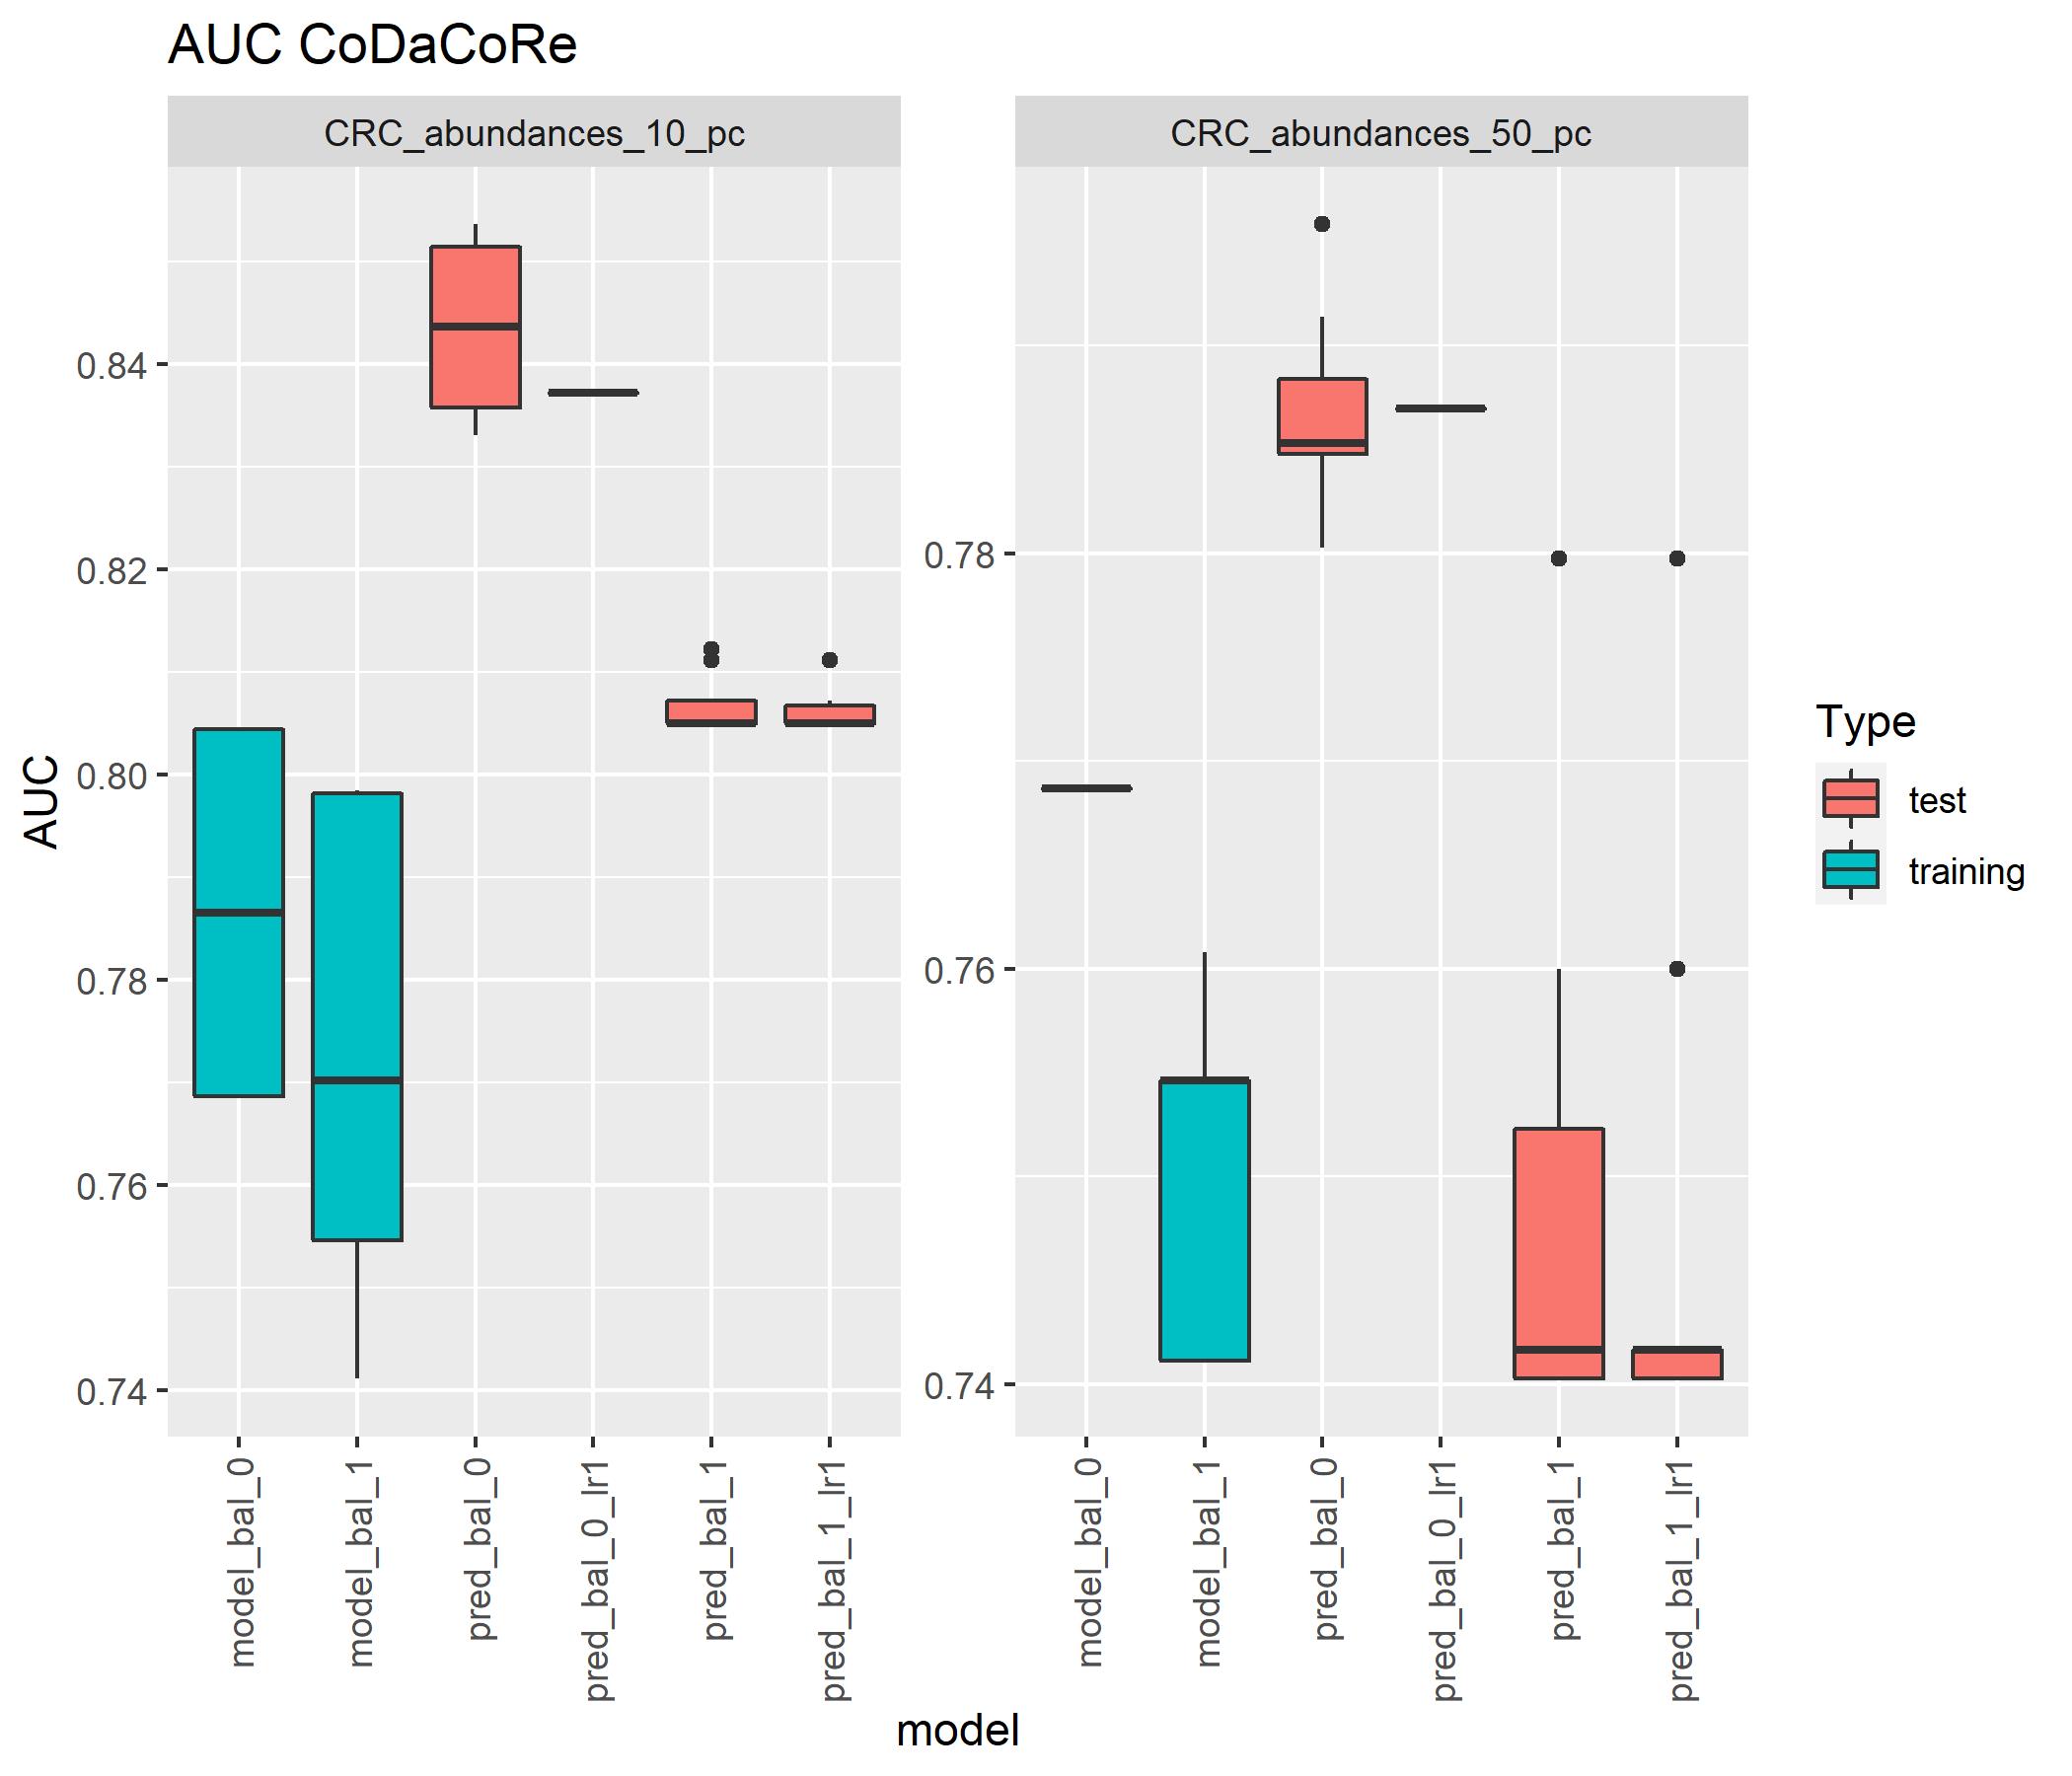 AUC CoDaCoRe
CRC_abundances_10_pc
CRC_abundances_50_pc
AUC
0.84
0.82
0.80
0.78
0.76
0.74
0.78
0.76
0.74
model_bal_0
model_bal_1
pred_bal_0
pred_bal_0_lr1
pred_bal_1
pred_bal_1_lr1
model_bal_0
model_bal_1
pred_bal_0
pred_bal_0_lr1
pred_bal_1
pred_bal_1_lr1
model
Type
test
training